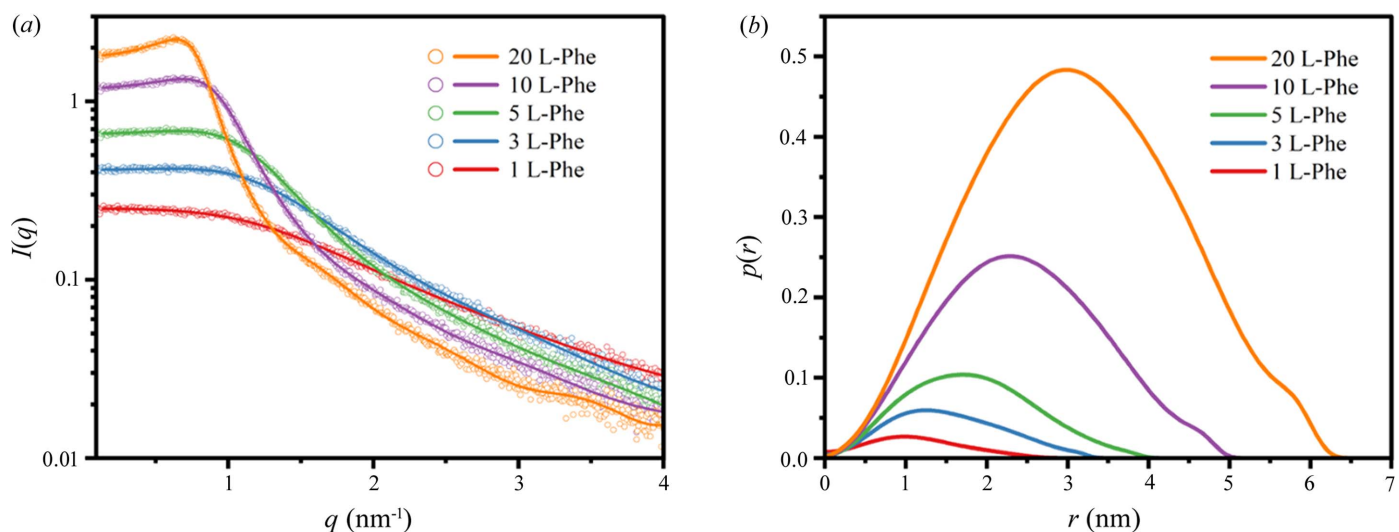 (a)
20 L-Phe
10 L-Phe
5 L-Phe
3 L-Phe
1 L-Phe
I(q)
1
0.1
0.01
1
2
3
4
q (nm⁻¹)
(b)
20 L-Phe
10 L-Phe
5 L-Phe
3 L-Phe
1 L-Phe
p(r)
0.5
0.4
0.3
0.2
0.1
0.0
0
1
2
3
4
5
6
7
r (nm)